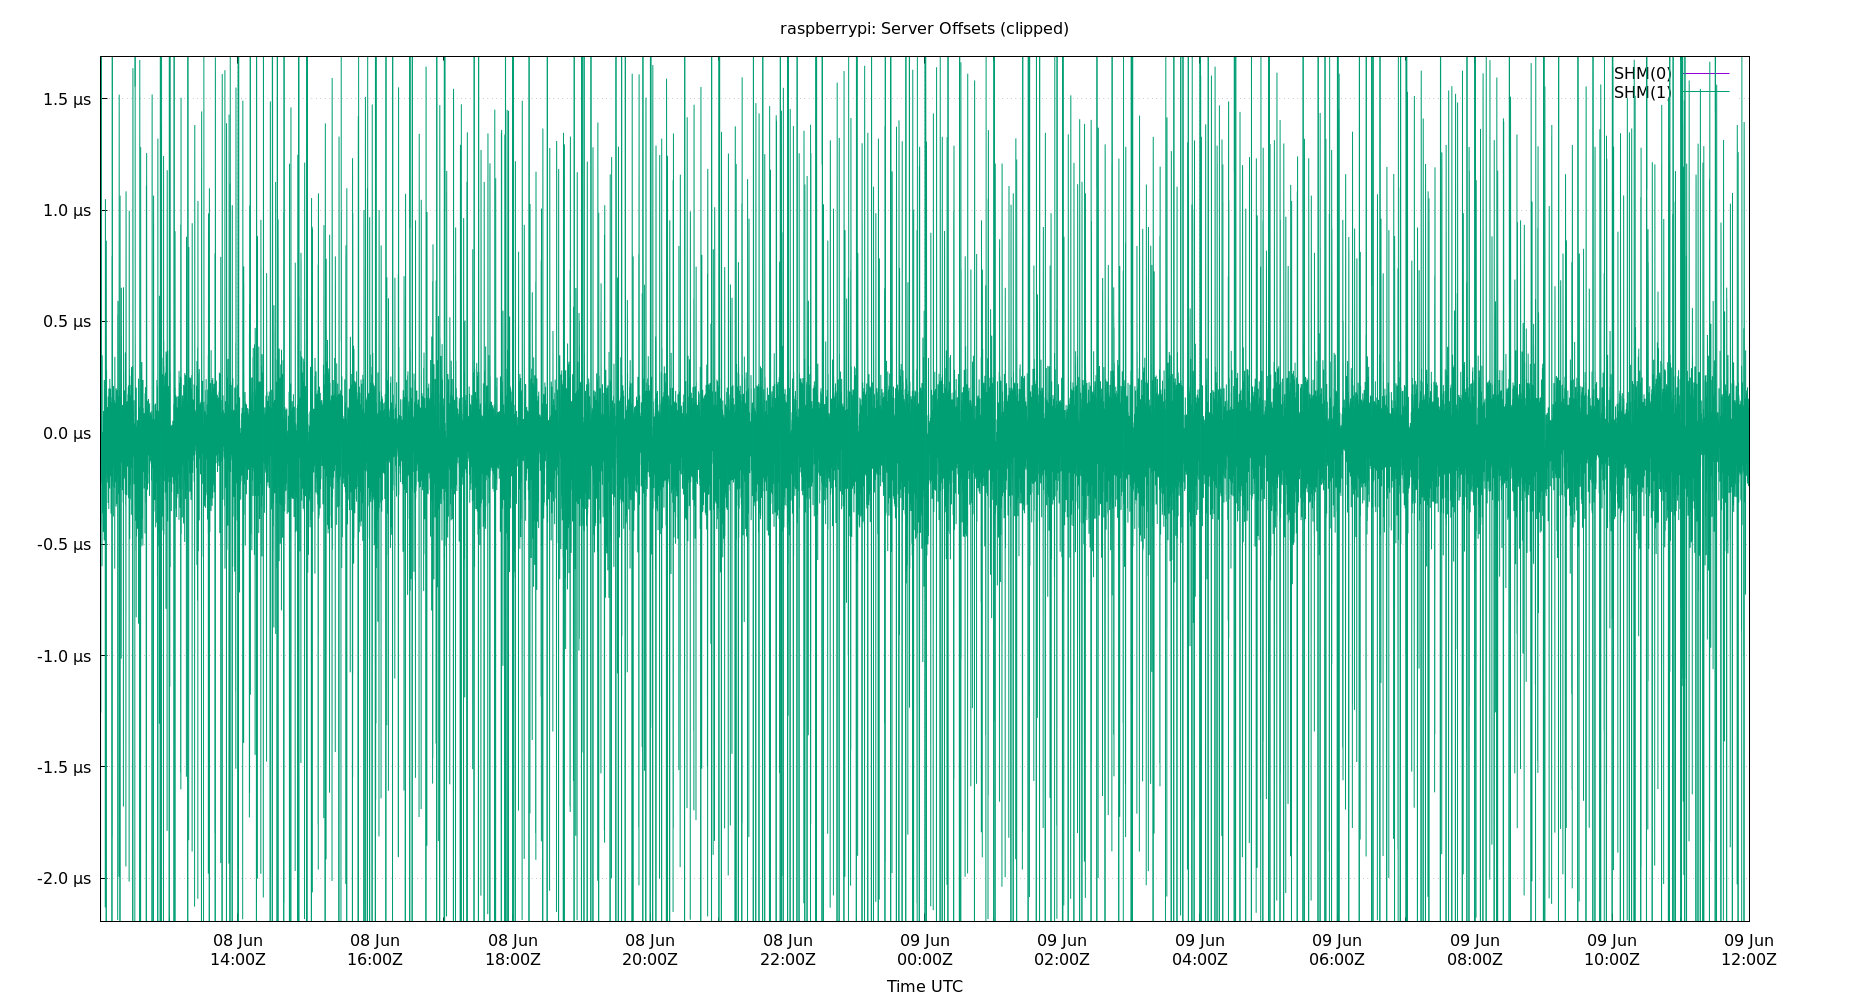 raspberrypi: Server Offsets (clipped)
SHM(0)
SHM(1)
1.5 µs
1.0 µs
0.5 µs
0.0 µs
-0.5 µs
-1.0 µs
-1.5 µs
-2.0 µs
08 Jun 08 Jun 08 Jun 08 Jun 08 Jun 09 Jun 09 Jun 09 Jun 09 Jun 09 Jun 09 Jun 09 Jun
14:00Z 16:00Z 18:00Z 20:00Z 22:00Z 00:00Z 02:00Z 04:00Z 06:00Z 08:00Z 10:00Z 12:00Z
Time UTC